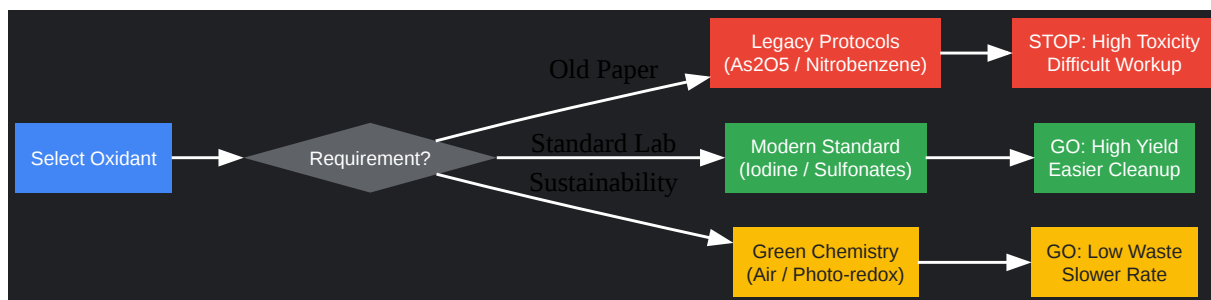 Select Oxidant
Requirement?
Old Paper
Legacy Protocols
(As2O5 / Nitrobenzene)
STOP: High Toxicity
Difficult Workup
Standard Lab
Modern Standard
(Iodine / Sulfonates)
GO: High Yield
Easier Cleanup
Sustainability
Green Chemistry
(Air / Photo-redox)
GO: Low Waste
Slower Rate